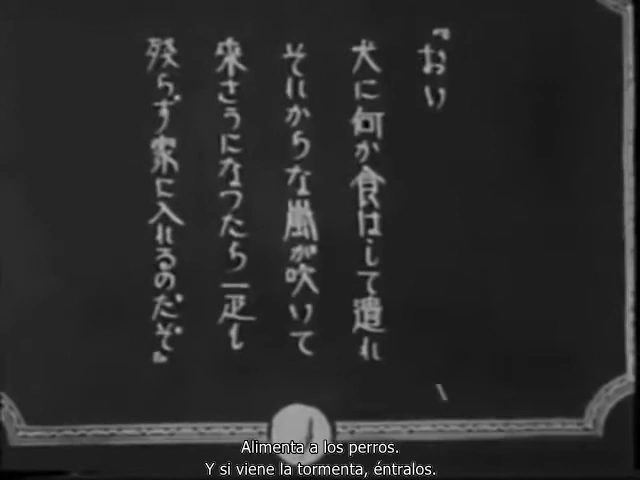 〝おい
犬に何か食はして遣れ
それからな嵐が吹いて
來さうになつたら一疋も
殘らず家に入れるのだぞ〟
Alimenta a los perros.
Y si viene la tormenta, éntralos.